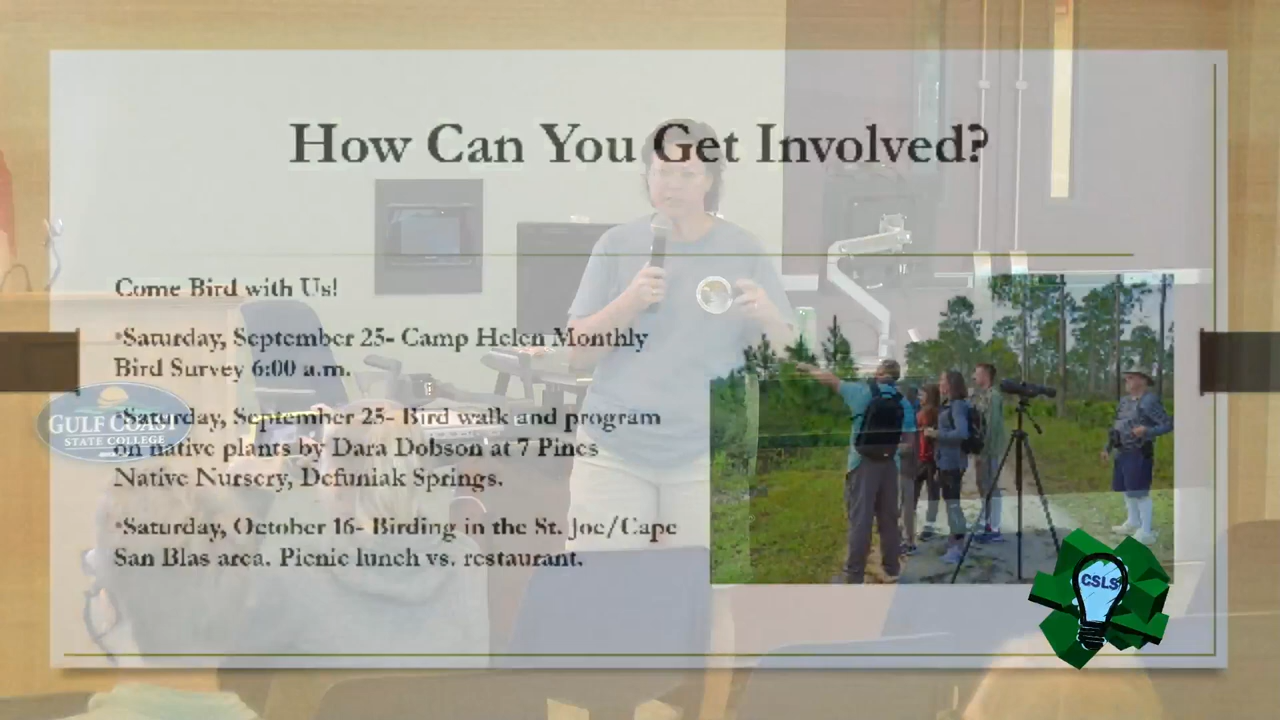 How Can You Get Involved?
Come Bird with Us!
•Saturday, September 25- Camp Helen Monthly
Bird Survey 6:00 a.m.
•Saturday, September 25- Bird walk and program
on native plants by Dara Dobson at 7 Pines
Native Nursery, Defuniak Springs.
•Saturday, October 16- Birding in the St. Joe/Cape
San Blas area. Picnic lunch vs. restaurant.
GULF COAST
STATE COLLEGE
CSLS